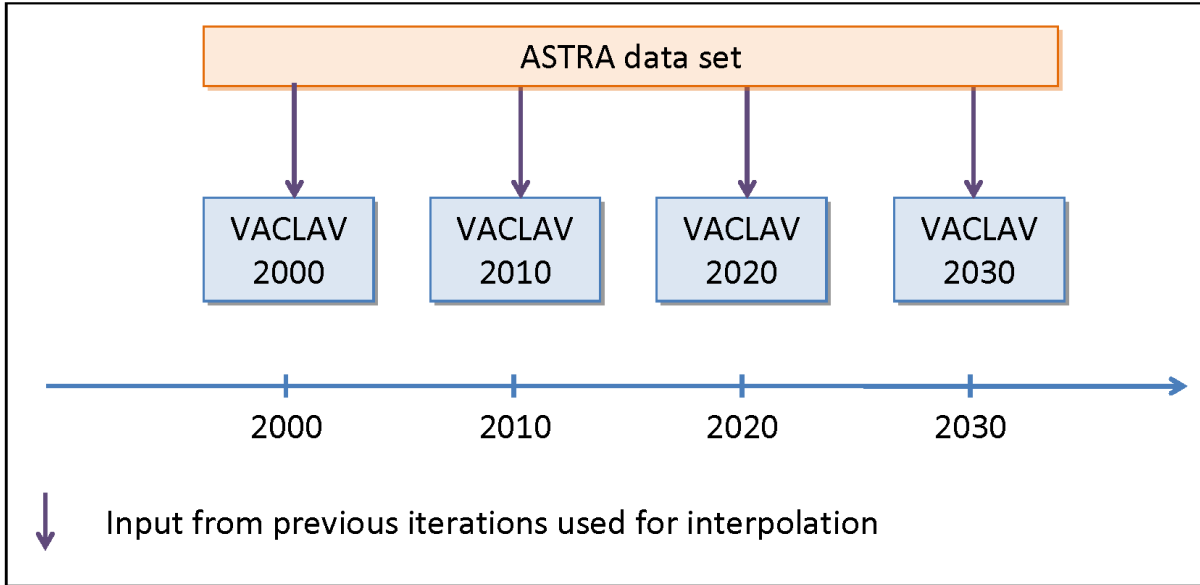 ASTRA data set
VACLAV
2000
VACLAV
2010
VACLAV
2020
VACLAV
2030
2000
2010
2020
2030
Input from previous iterations used for interpolation